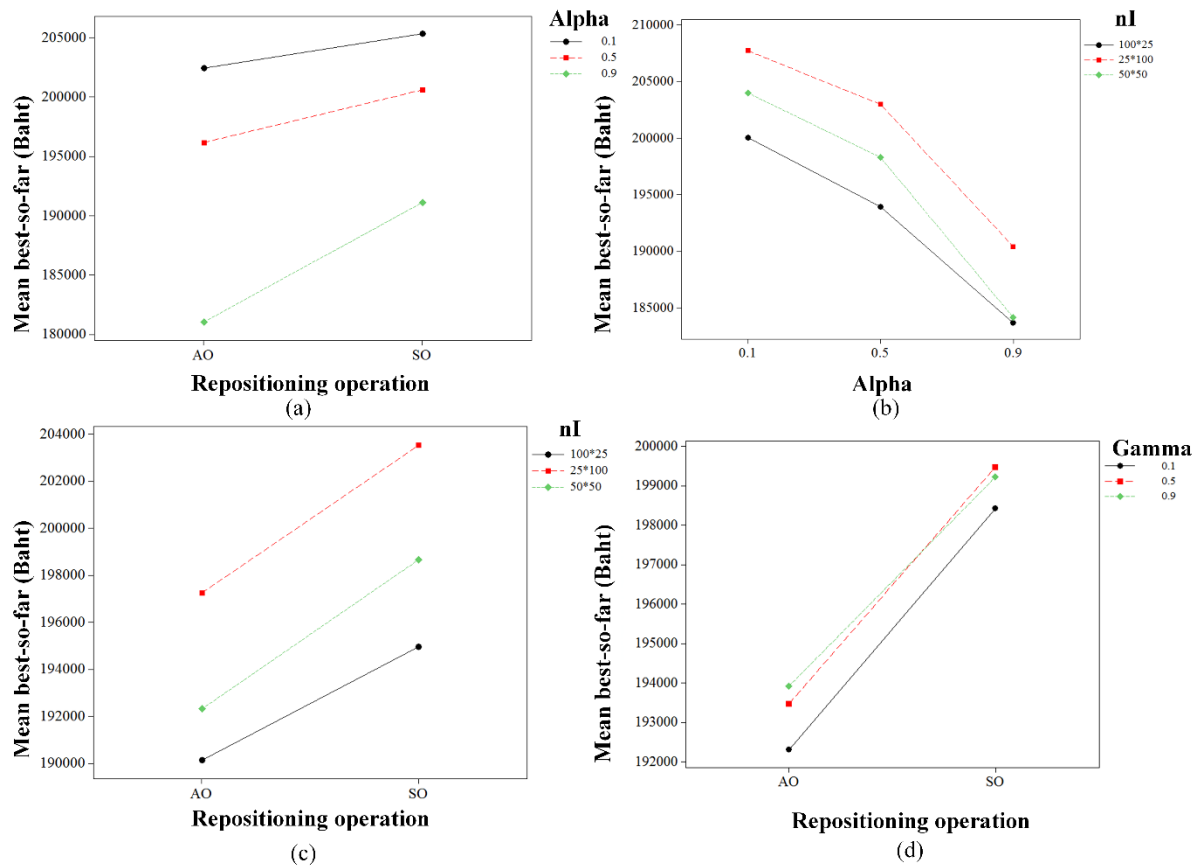 Alpha
0.1
0.5
0.9
205000
200000
195000
190000
185000
180000
Mean best-so-far (Baht)
AO
SO
Repositioning operation
(a)
nI
100*25
25*100
50*50
210000
205000
200000
195000
190000
185000
Mean best-so-far (Baht)
0.1
0.5
0.9
Alpha
(b)
nI
100*25
25*100
50*50
204000
202000
200000
198000
196000
194000
192000
190000
Mean best-so-far (Baht)
AO
SO
Repositioning operation
(c)
Gamma
0.1
0.5
0.9
200000
199000
198000
197000
196000
195000
194000
193000
192000
Mean best-so-far (Baht)
AO
SO
Repositioning operation
(d)